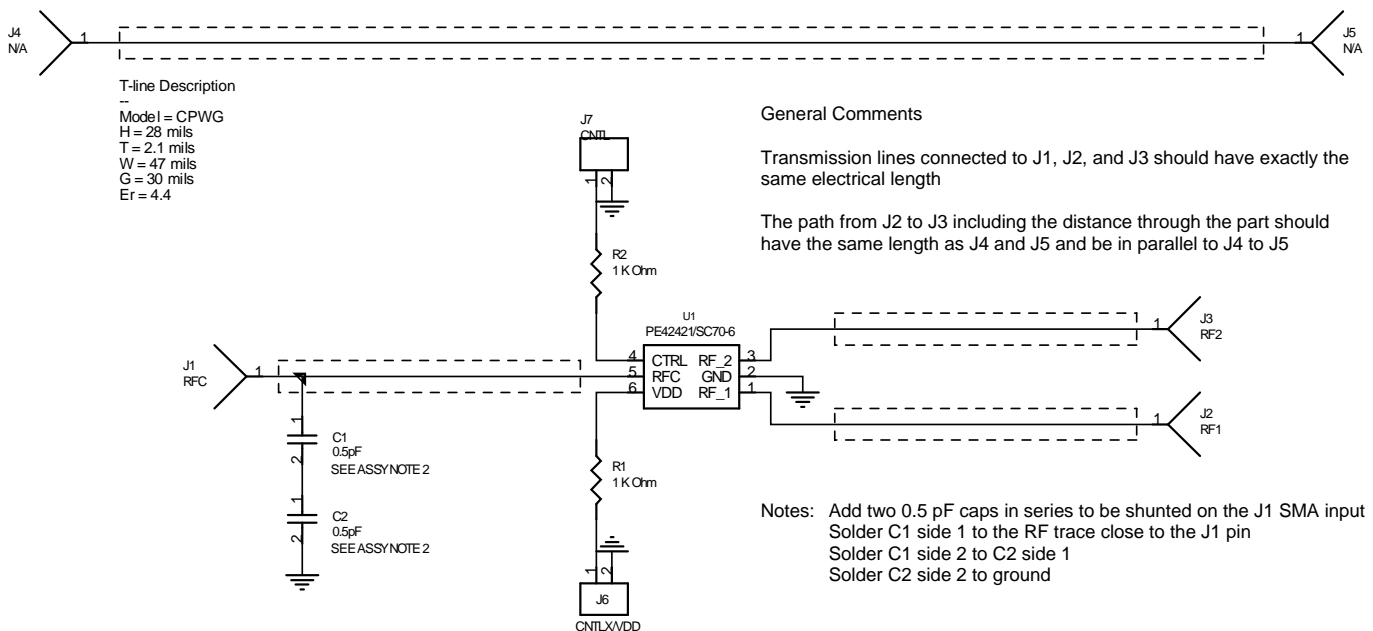 J4
N/A
1
1
J5
N/A
T-line Description
--
Model = CPWG
H = 28 mils
T = 2.1 mils
W = 47 mils
G = 30 mils
Er = 4.4
General Comments
Transmission lines connected to J1, J2, and J3 should have exactly the
same electrical length
The path from J2 to J3 including the distance through the part should
have the same length as J4 and J5 and be in parallel to J4 to J5
J7
CNTL
1
2
R2
1 K Ohm
U1
PE42421/SC70-6
4
CTRL
RF_2
3
5
RFC
GND
2
6
VDD
RF_1
1
J1
RFC
1
1
J3
RF2
1
J2
RF1
1
2
C1
0.5pF
SEE ASSY NOTE 2
1
2
C2
0.5pF
SEE ASSY NOTE 2
R1
1 K Ohm
1
2
J6
CNTLX/VDD
Notes: Add two 0.5 pF caps in series to be shunted on the J1 SMA input
Solder C1 side 1 to the RF trace close to the J1 pin
Solder C1 side 2 to C2 side 1
Solder C2 side 2 to ground